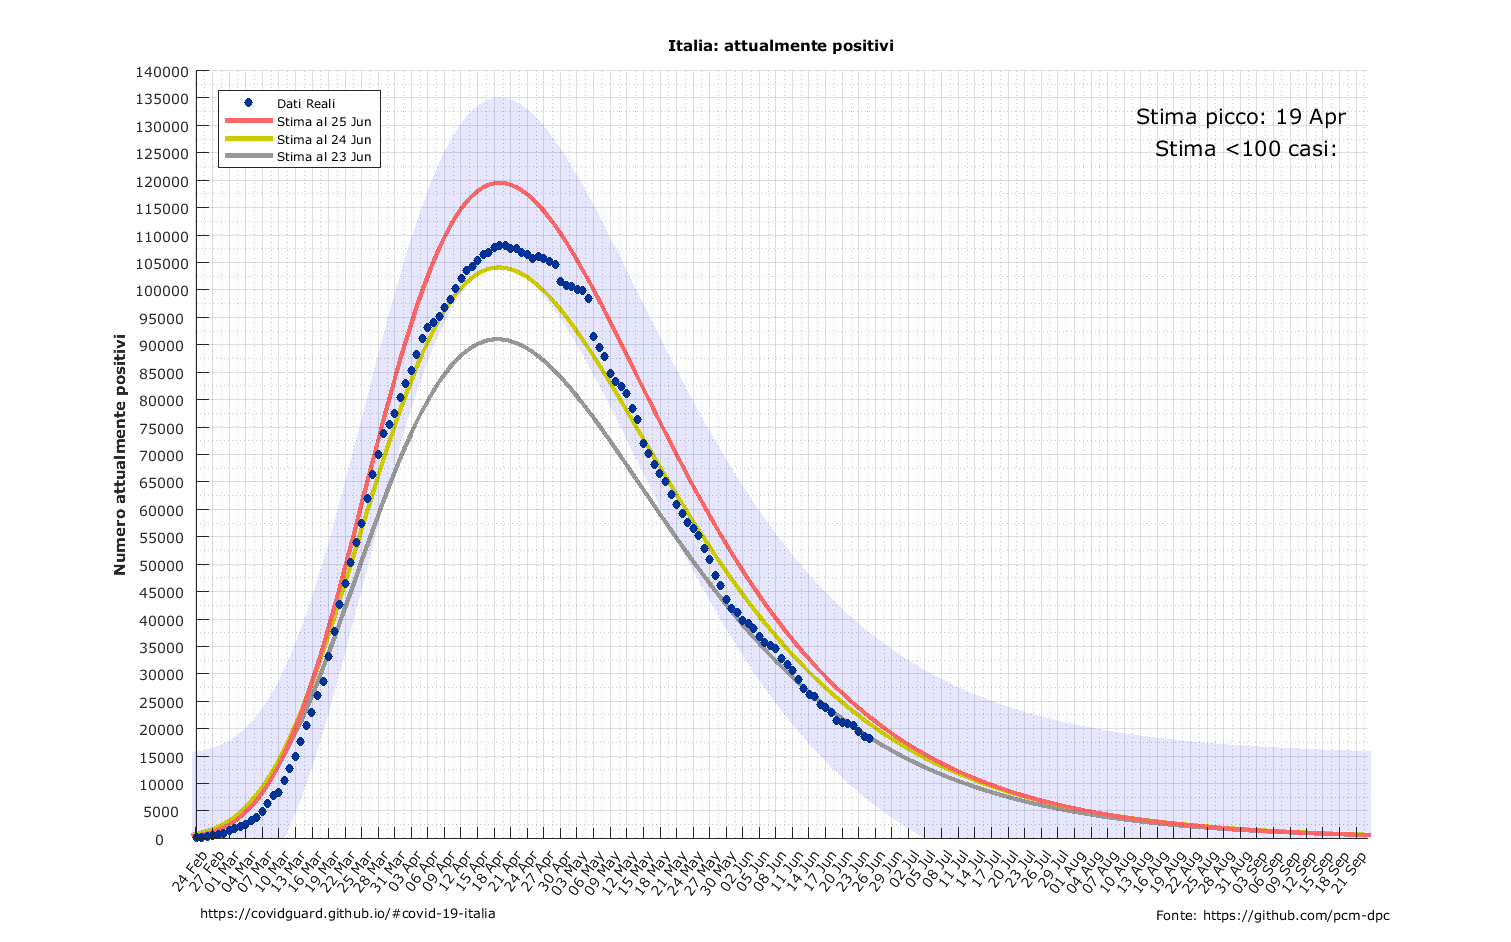 Italia: attualmente positivi
140000
135000
130000
125000
120000
115000
110000
105000
100000
95000
90000
85000
80000
75000
70000
65000
60000
55000
50000
45000
40000
35000
30000
25000
20000
15000
10000
5000
0
Numero attualmente positivi
Dati Reali
Stima al 25 Jun
Stima al 24 Jun
Stima al 23 Jun
Stima picco: 19 Apr
Stima <100 casi:
24 Feb
27 Feb
01 Mar
04 Mar
07 Mar
10 Mar
13 Mar
16 Mar
19 Mar
22 Mar
25 Mar
28 Mar
31 Mar
03 Apr
06 Apr
09 Apr
12 Apr
15 Apr
18 Apr
21 Apr
24 Apr
27 Apr
30 Apr
03 May
06 May
09 May
12 May
15 May
18 May
21 May
24 May
27 May
30 May
02 Jun
05 Jun
08 Jun
11 Jun
14 Jun
17 Jun
20 Jun
23 Jun
26 Jun
29 Jun
02 Jul
05 Jul
08 Jul
11 Jul
14 Jul
17 Jul
20 Jul
23 Jul
26 Jul
29 Jul
01 Aug
04 Aug
07 Aug
10 Aug
13 Aug
16 Aug
19 Aug
22 Aug
25 Aug
28 Aug
31 Aug
03 Sep
06 Sep
09 Sep
12 Sep
15 Sep
18 Sep
21 Sep
https://covidguard.github.io/#covid-19-italia
Fonte: https://github.com/pcm-dpc